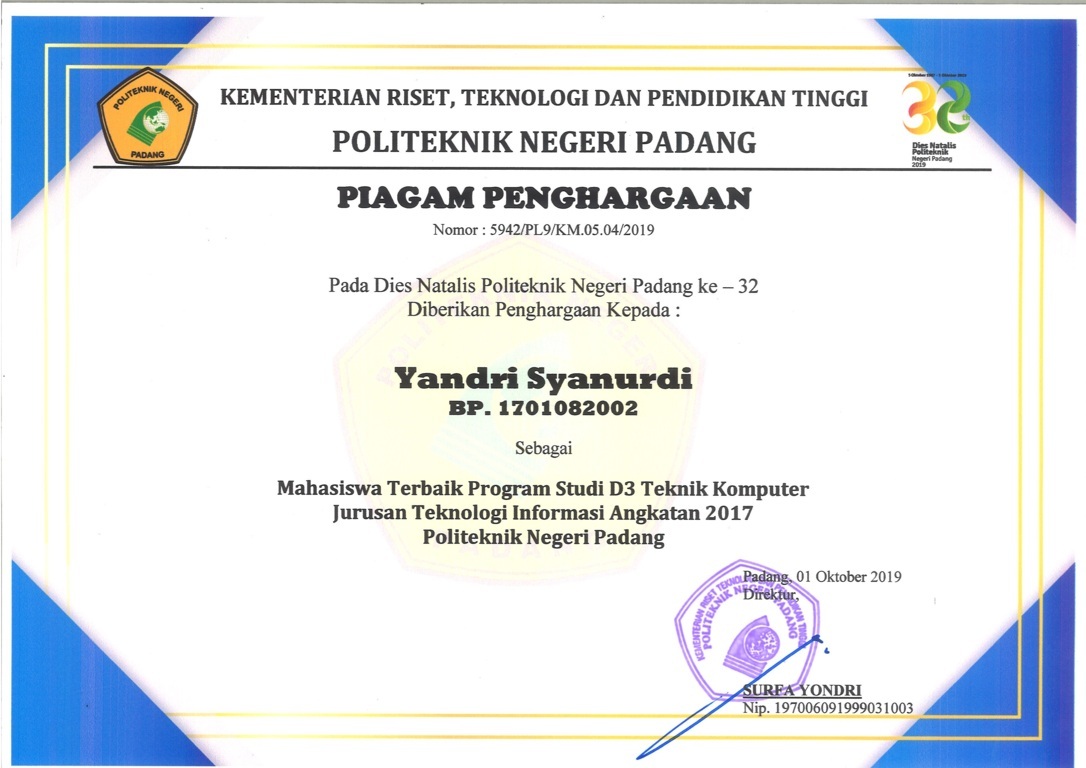 POLITEKNIK NEGERI
PADANG
KEMENTERIAN RISET, TEKNOLOGI DAN PENDIDIKAN TINGGI
POLITEKNIK NEGERI PADANG
32
Dies Natalis
Politeknik
Negeri Padang
2019
PIAGAM PENGHARGAAN
Nomor : 5942/PL9/KM.05.04/2019
Pada Dies Natalis Politeknik Negeri Padang ke – 32
Diberikan Penghargaan Kepada :
Yandri Syanurdi
BP. 1701082002
Sebagai
Mahasiswa Terbaik Program Studi D3 Teknik Komputer
Jurusan Teknologi Informasi Angkatan 2017
Politeknik Negeri Padang
Padang, 01 Oktober 2019
Direktur,
KEMENTERIAN RISET TEKNOLOGI DAN PENDIDIKAN TINGGI
POLITEKNIK NEGERI PADANG
SURFA YONDRI
Nip. 197006091999031003